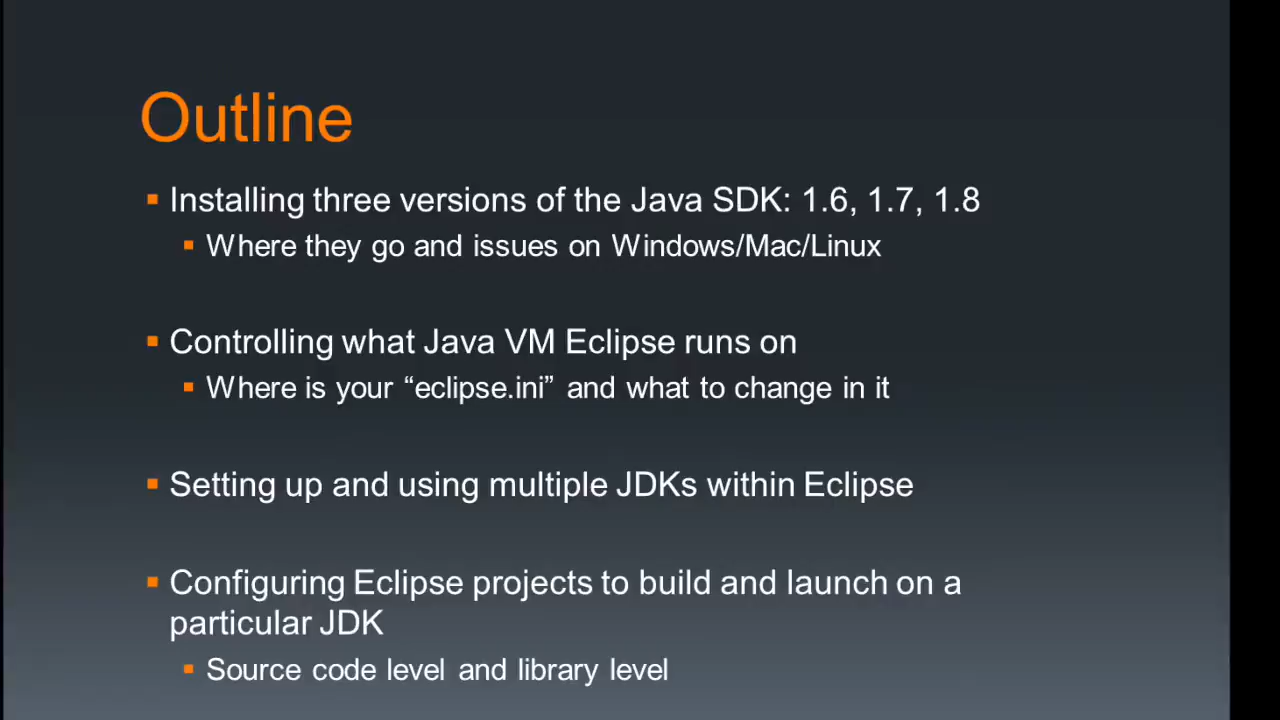 Outline
Installing three versions of the Java SDK: 1.6, 1.7, 1.8
Where they go and issues on Windows/Mac/Linux
Controlling what Java VM Eclipse runs on
Where is your “eclipse.ini” and what to change in it
Setting up and using multiple JDKs within Eclipse
Configuring Eclipse projects to build and launch on a
particular JDK
Source code level and library level